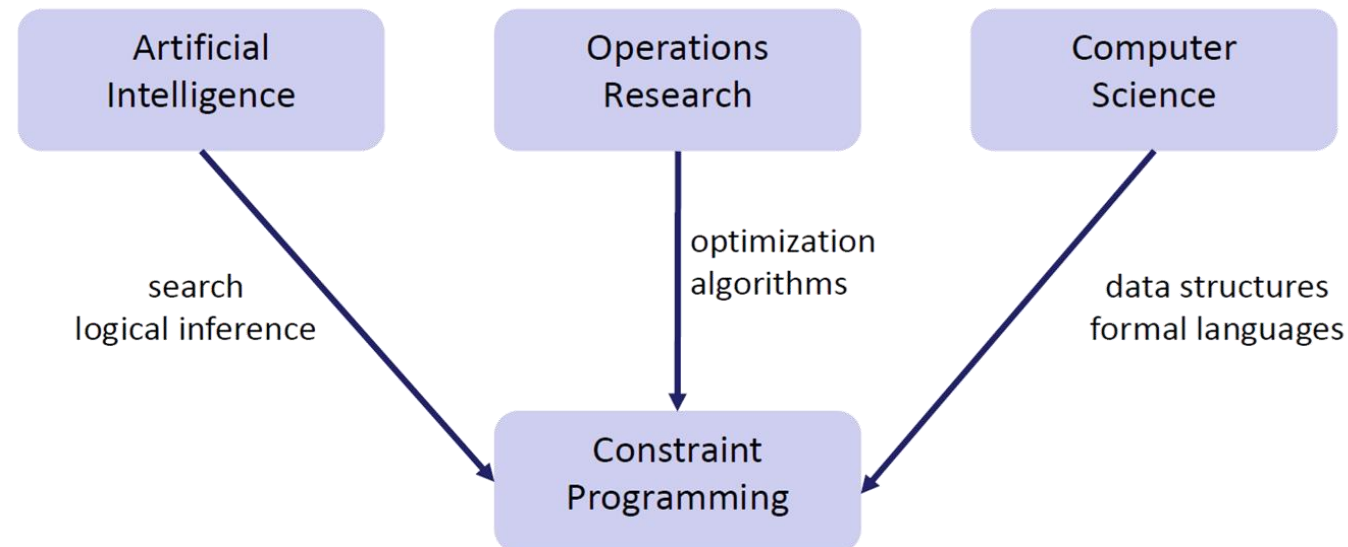 Artificial
Intelligence
Operations
Research
Computer
Science
search
logical inference
optimization
algorithms
data structures
formal languages
Constraint
Programming